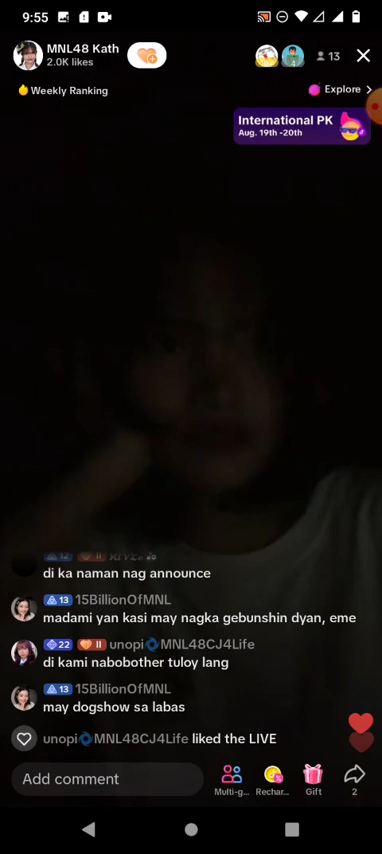 9:55
MNL48 Kath
2.0K likes
13
Weekly Ranking
Explore
International PK
Aug. 19th -20th
di ka naman nag announce
13 15BillionOfMNL
madami yan kasi may nagka gebunshin dyan, eme
22 II unopi MNL48CJ4Life
di kami nabobother tuloy lang
13 15BillionOfMNL
may dogshow sa labas
unopi MNL48CJ4Life liked the LIVE
Add comment
Multi-g...
Rechar...
Gift
2